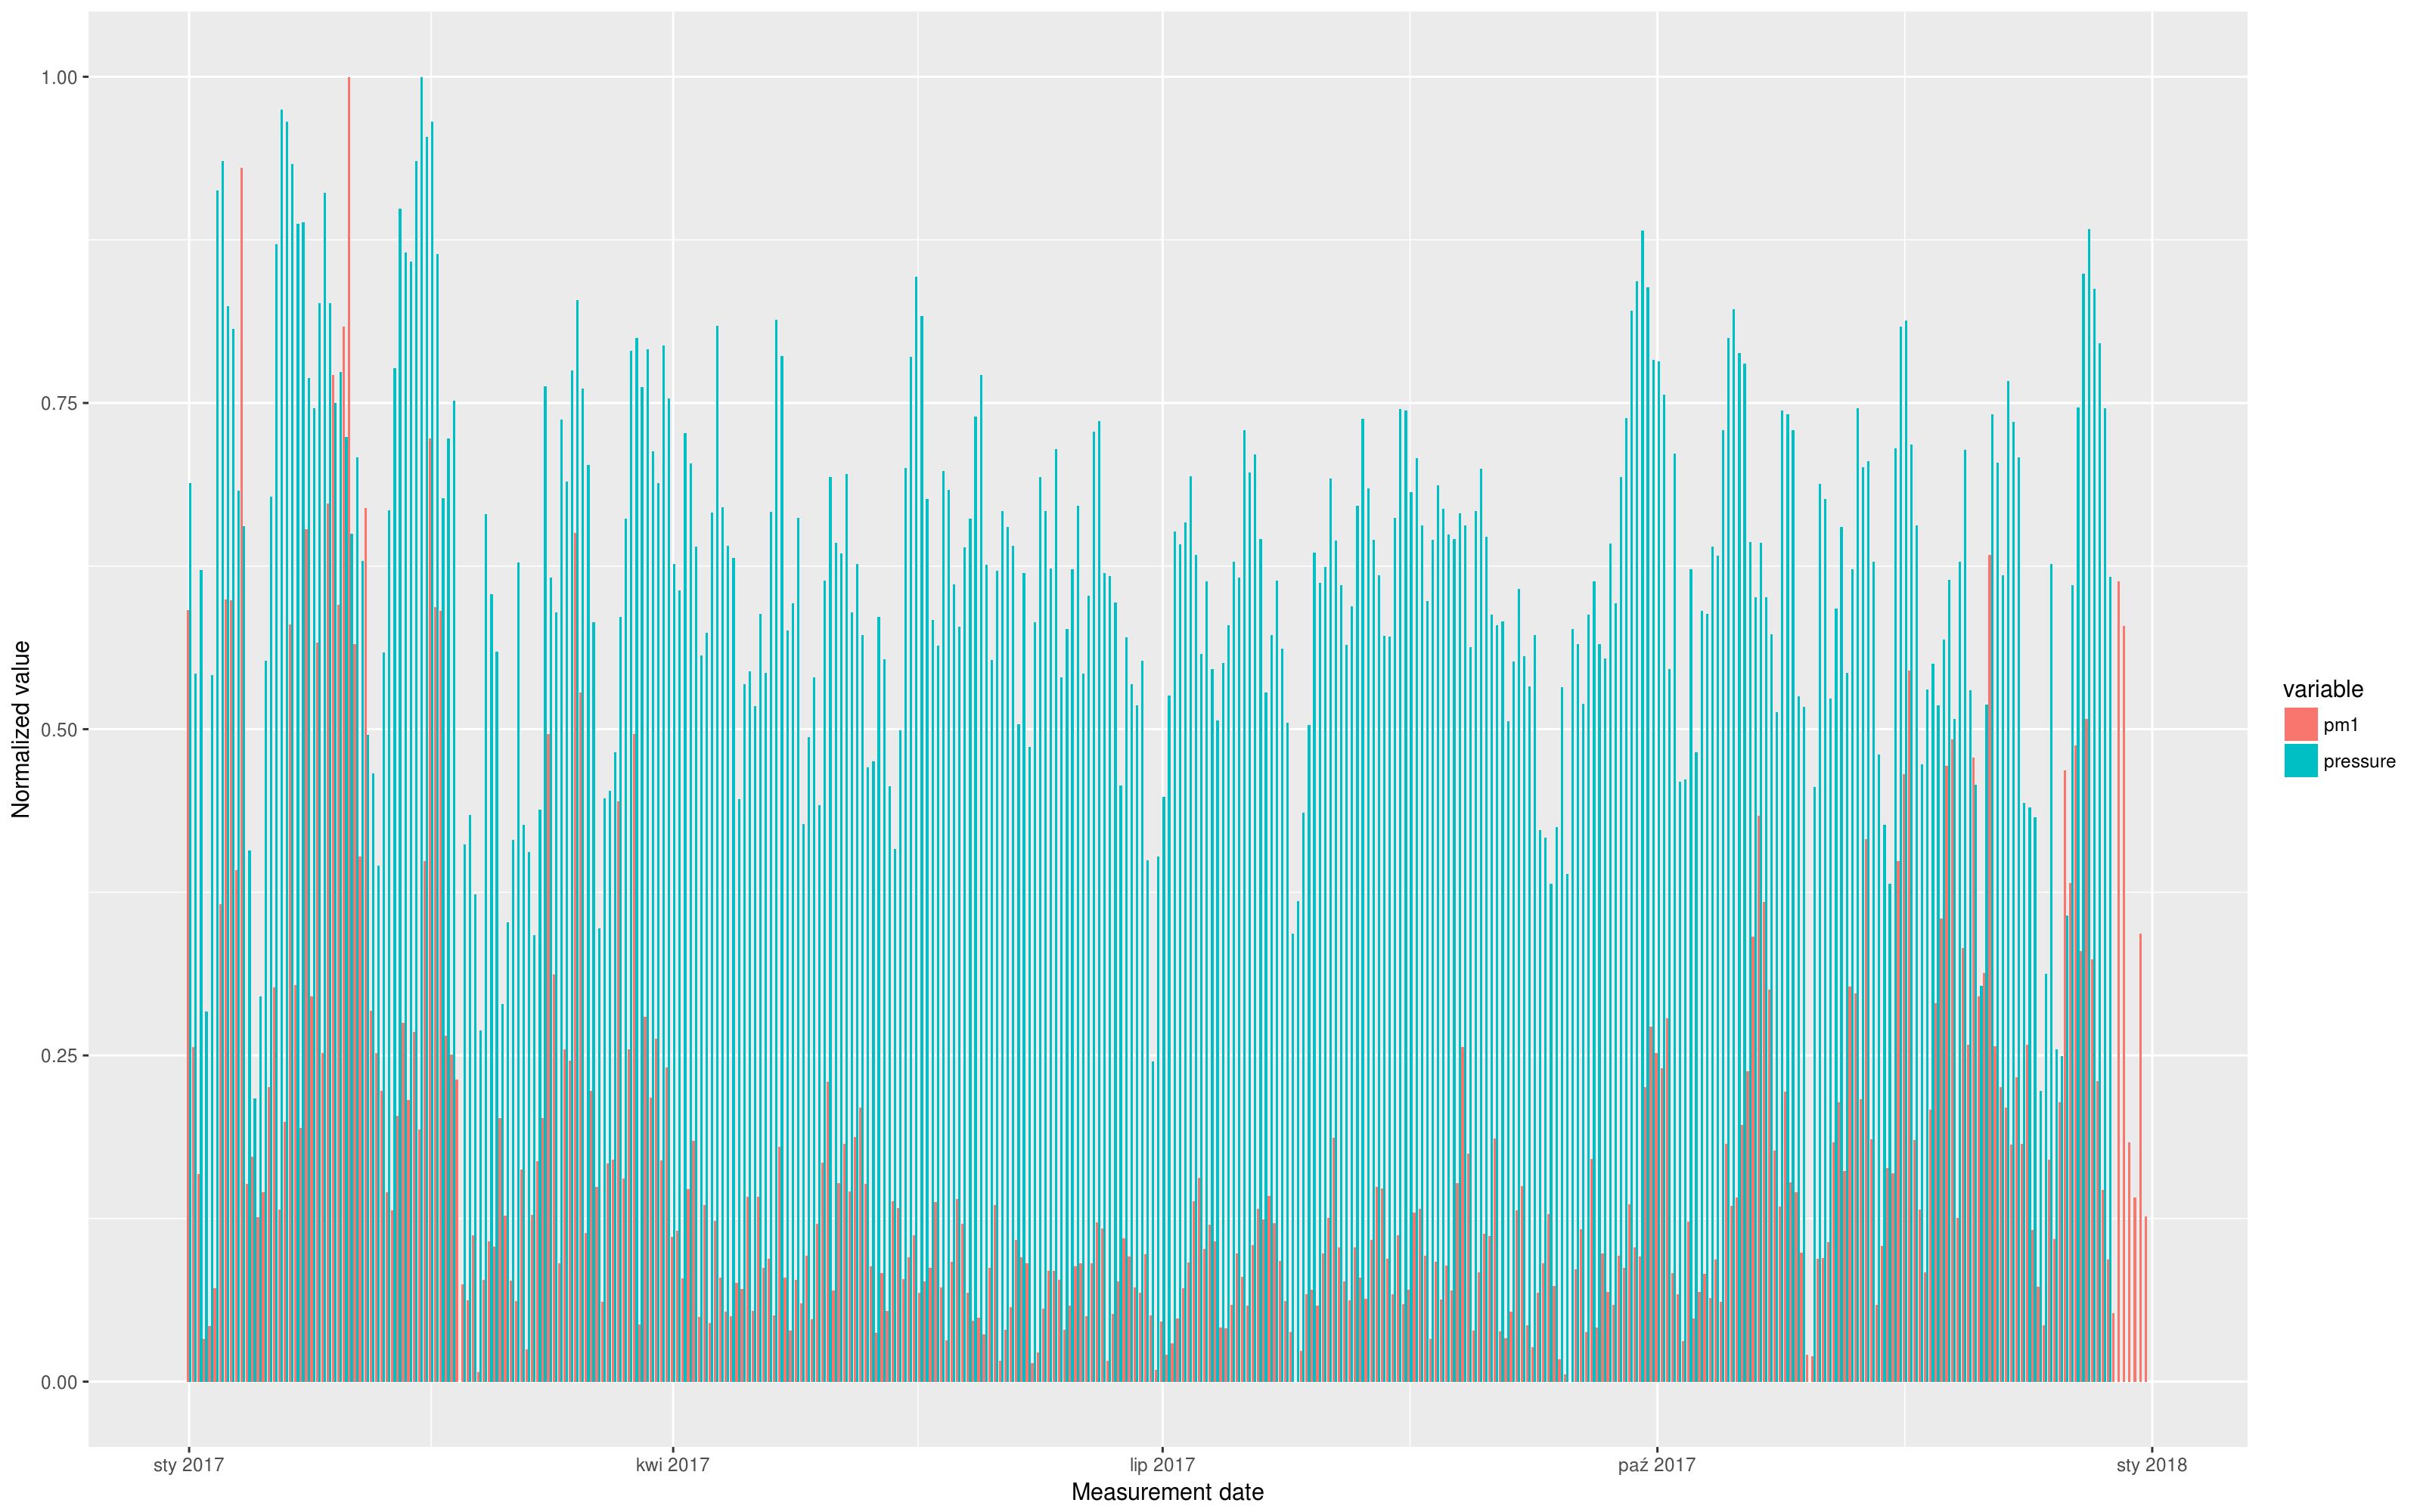 1.00
0.75
0.50
0.25
0.00
Normalized value
sty 2017
kwi 2017
lip 2017
paź 2017
sty 2018
Measurement date
variable
pm1
pressure